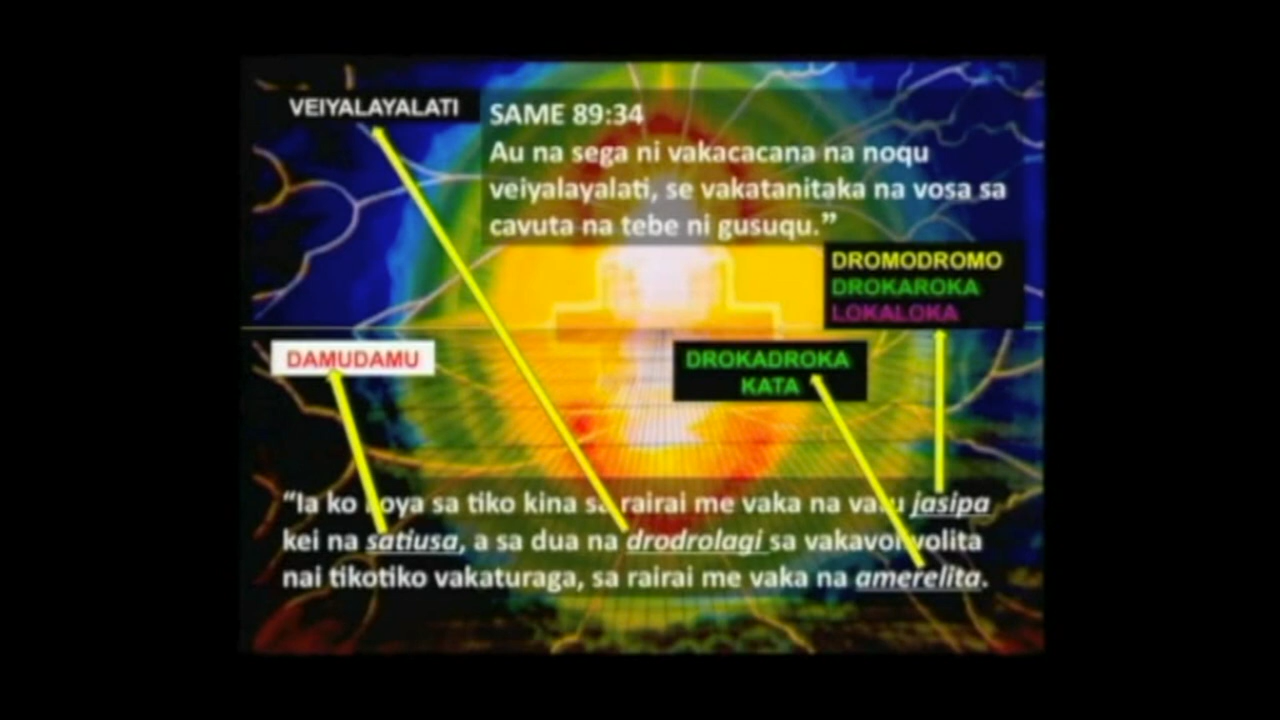 VEIYALAYALATI
SAME 89:34
Au na sega ni vakacacana na noqu
veiyalayalati, se vakatanitaka na vosa sa
cavuta na tebe ni gusuqu.”
DROMODROMO
DROKAROKA
LOKALOKA
DAMUDAMU
DROKADROKA
KATA
“Ia ko sa tiko kina sa rairai me vaka na jasipa
kei na satiusa, a sa dua na drodrolagi sa vakavolivolita
nai tikotiko vakaturaga, sa rairai me vaka na amerelita.